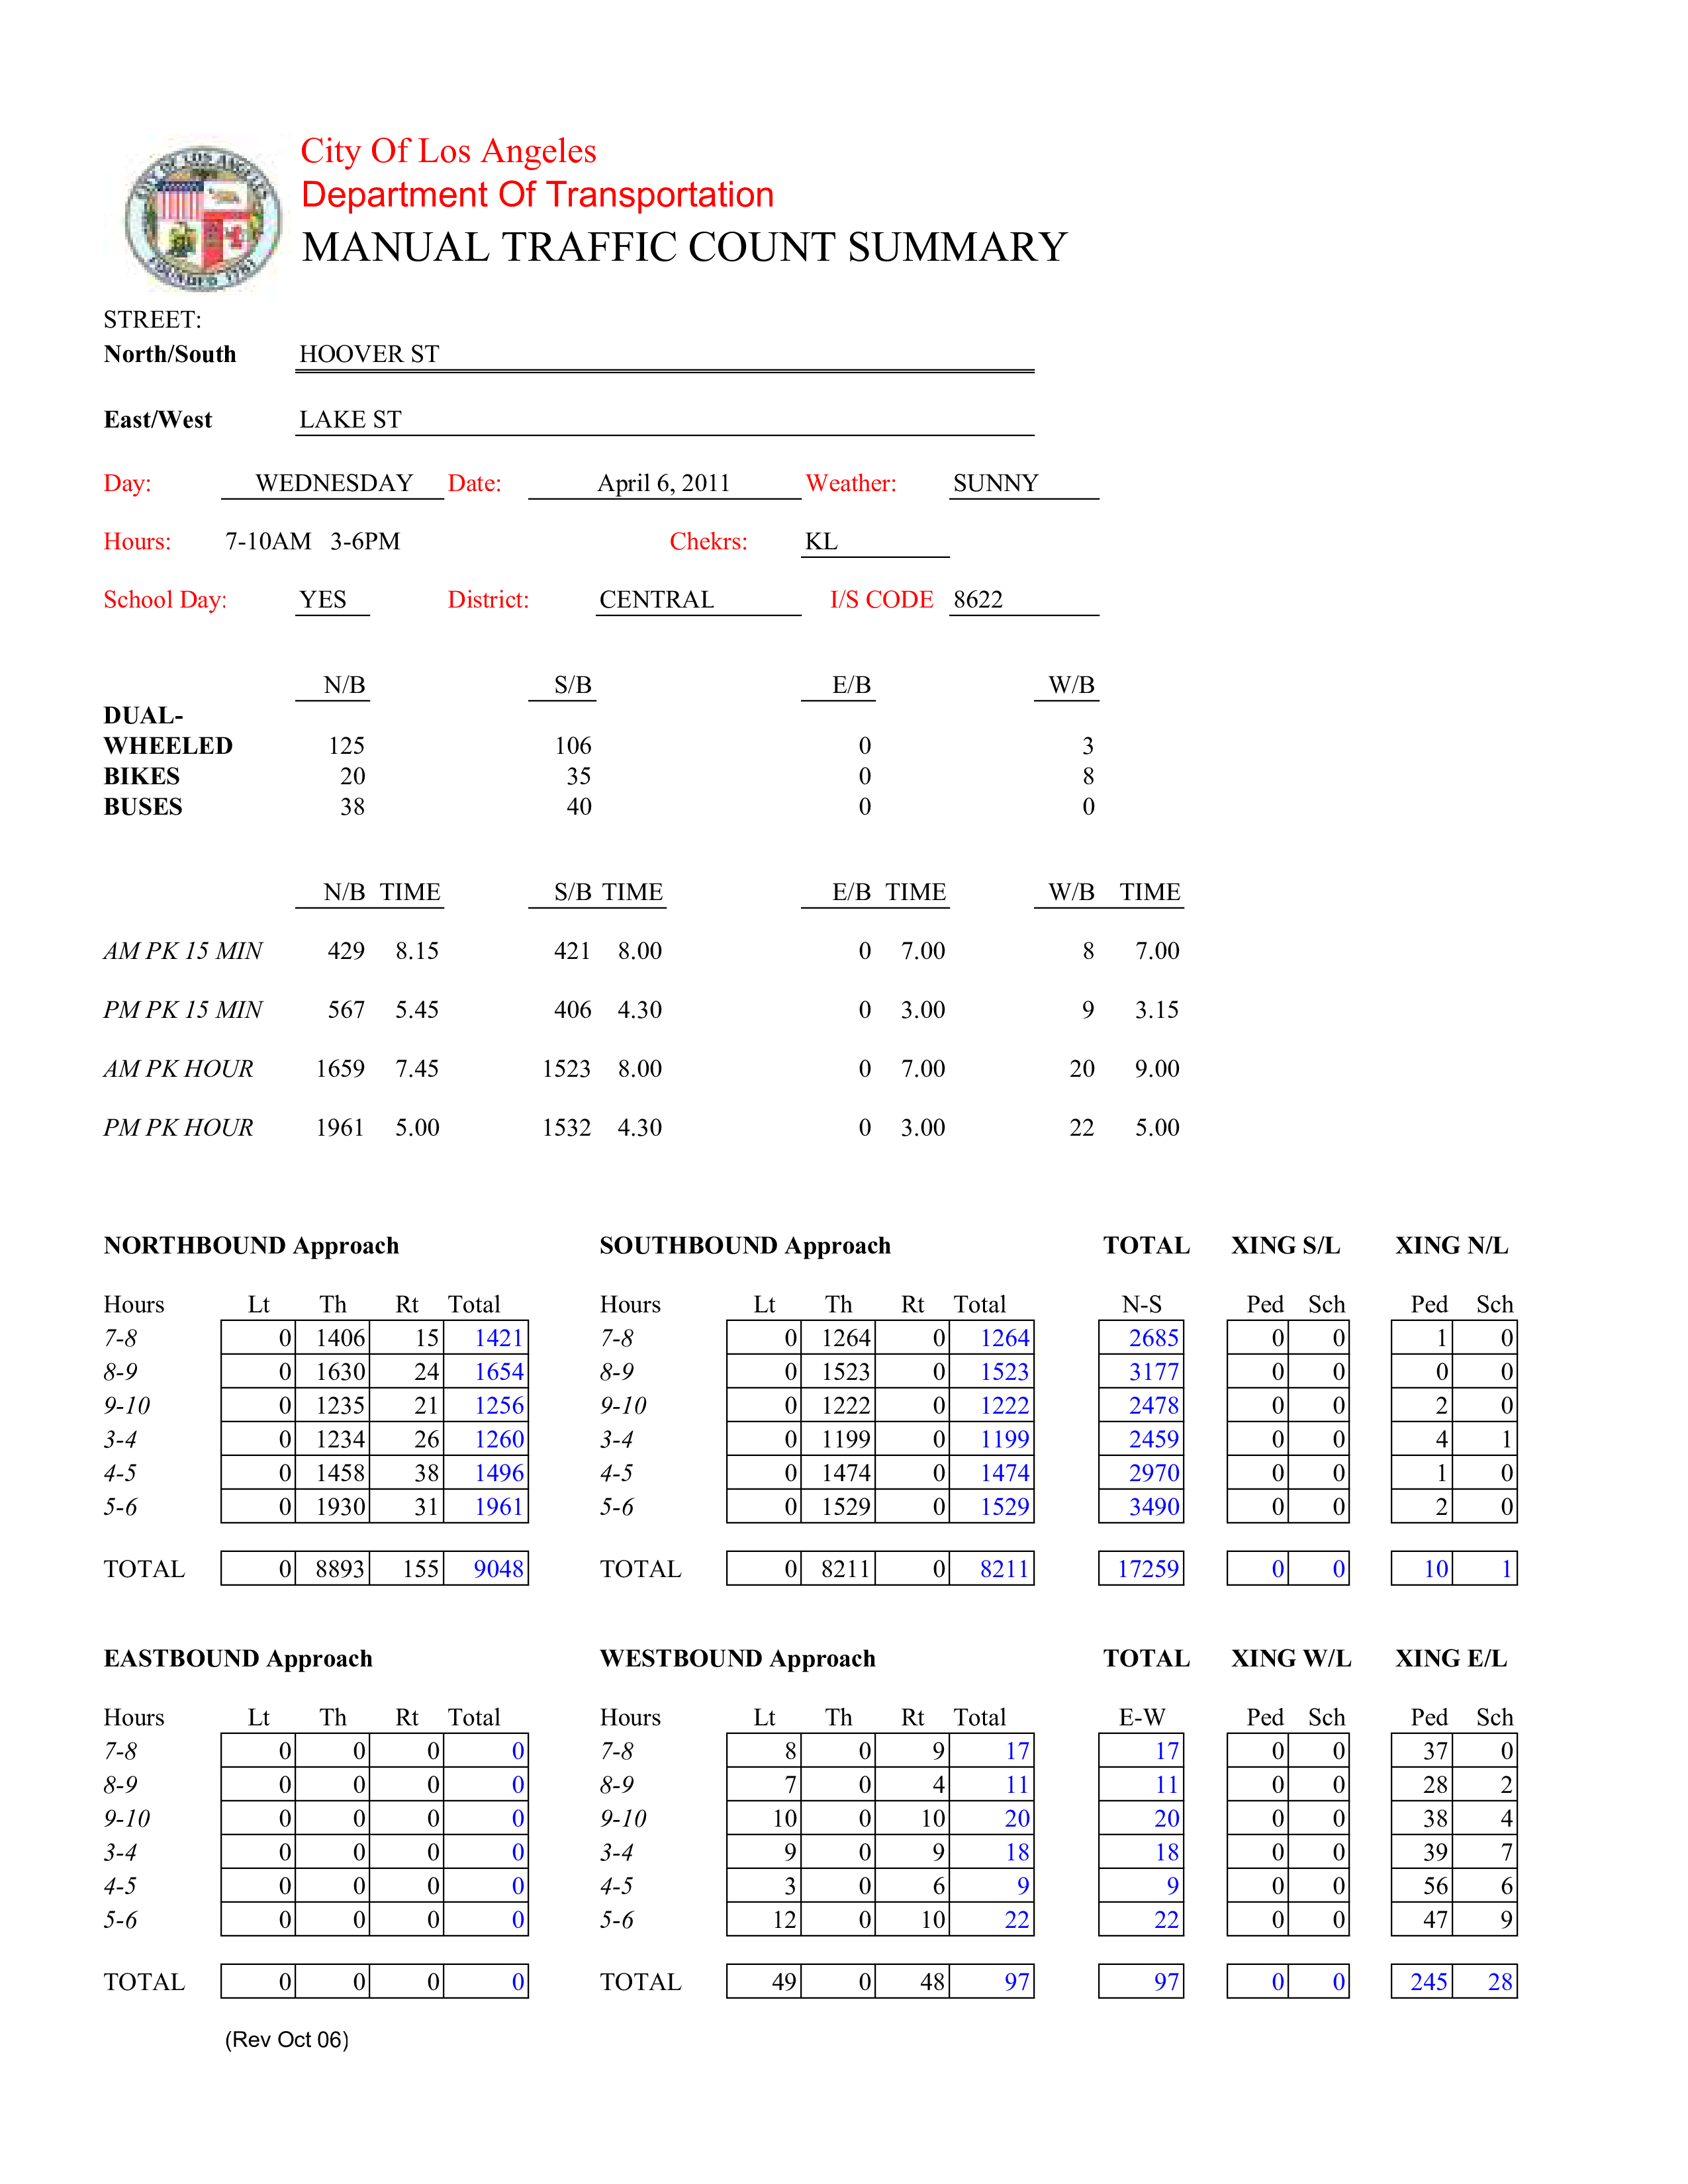 CITY OF LOS ANGELES
FOUNDED 1781
City Of Los Angeles
Department Of Transportation
MANUAL TRAFFIC COUNT SUMMARY
STREET:
North/South HOOVER ST
East/West LAKE ST
Day: WEDNESDAY Date: April 6, 2011 Weather: SUNNY
Hours: 7-10AM 3-6PM Chekrs: KL
School Day: YES District: CENTRAL I/S CODE 8622
N/B S/B E/B W/B
DUAL-
WHEELED 125 106 0 3
BIKES 20 35 0 8
BUSES 38 40 0 0
N/B TIME S/B TIME E/B TIME W/B TIME
AM PK 15 MIN 429 8.15 421 8.00 0 7.00 8 7.00
PM PK 15 MIN 567 5.45 406 4.30 0 3.00 9 3.15
AM PK HOUR 1659 7.45 1523 8.00 0 7.00 20 9.00
PM PK HOUR 1961 5.00 1532 4.30 0 3.00 22 5.00
NORTHBOUND Approach SOUTHBOUND Approach TOTAL XING S/L XING N/L
Hours Lt Th Rt Total Hours Lt Th Rt Total N-S Ped Sch Ped Sch
7-8 0 1406 15 1421 7-8 0 1264 0 1264 2685 0 0 1 0
8-9 0 1630 24 1654 8-9 0 1523 0 1523 3177 0 0 0 0
9-10 0 1235 21 1256 9-10 0 1222 0 1222 2478 0 0 2 0
3-4 0 1234 26 1260 3-4 0 1199 0 1199 2459 0 0 4 1
4-5 0 1458 38 1496 4-5 0 1474 0 1474 2970 0 0 1 0
5-6 0 1930 31 1961 5-6 0 1529 0 1529 3490 0 0 2 0
TOTAL 0 8893 155 9048 TOTAL 0 8211 0 8211 17259 0 0 10 1
EASTBOUND Approach WESTBOUND Approach TOTAL XING W/L XING E/L
Hours Lt Th Rt Total Hours Lt Th Rt Total E-W Ped Sch Ped Sch
7-8 0 0 0 0 7-8 8 0 9 17 17 0 0 37 0
8-9 0 0 0 0 8-9 7 0 4 11 11 0 0 28 2
9-10 0 0 0 0 9-10 10 0 10 20 20 0 0 38 4
3-4 0 0 0 0 3-4 9 0 9 18 18 0 0 39 7
4-5 0 0 0 0 4-5 3 0 6 9 9 0 0 56 6
5-6 0 0 0 0 5-6 12 0 10 22 22 0 0 47 9
TOTAL 0 0 0 0 TOTAL 49 0 48 97 97 0 0 245 28
(Rev Oct 06)